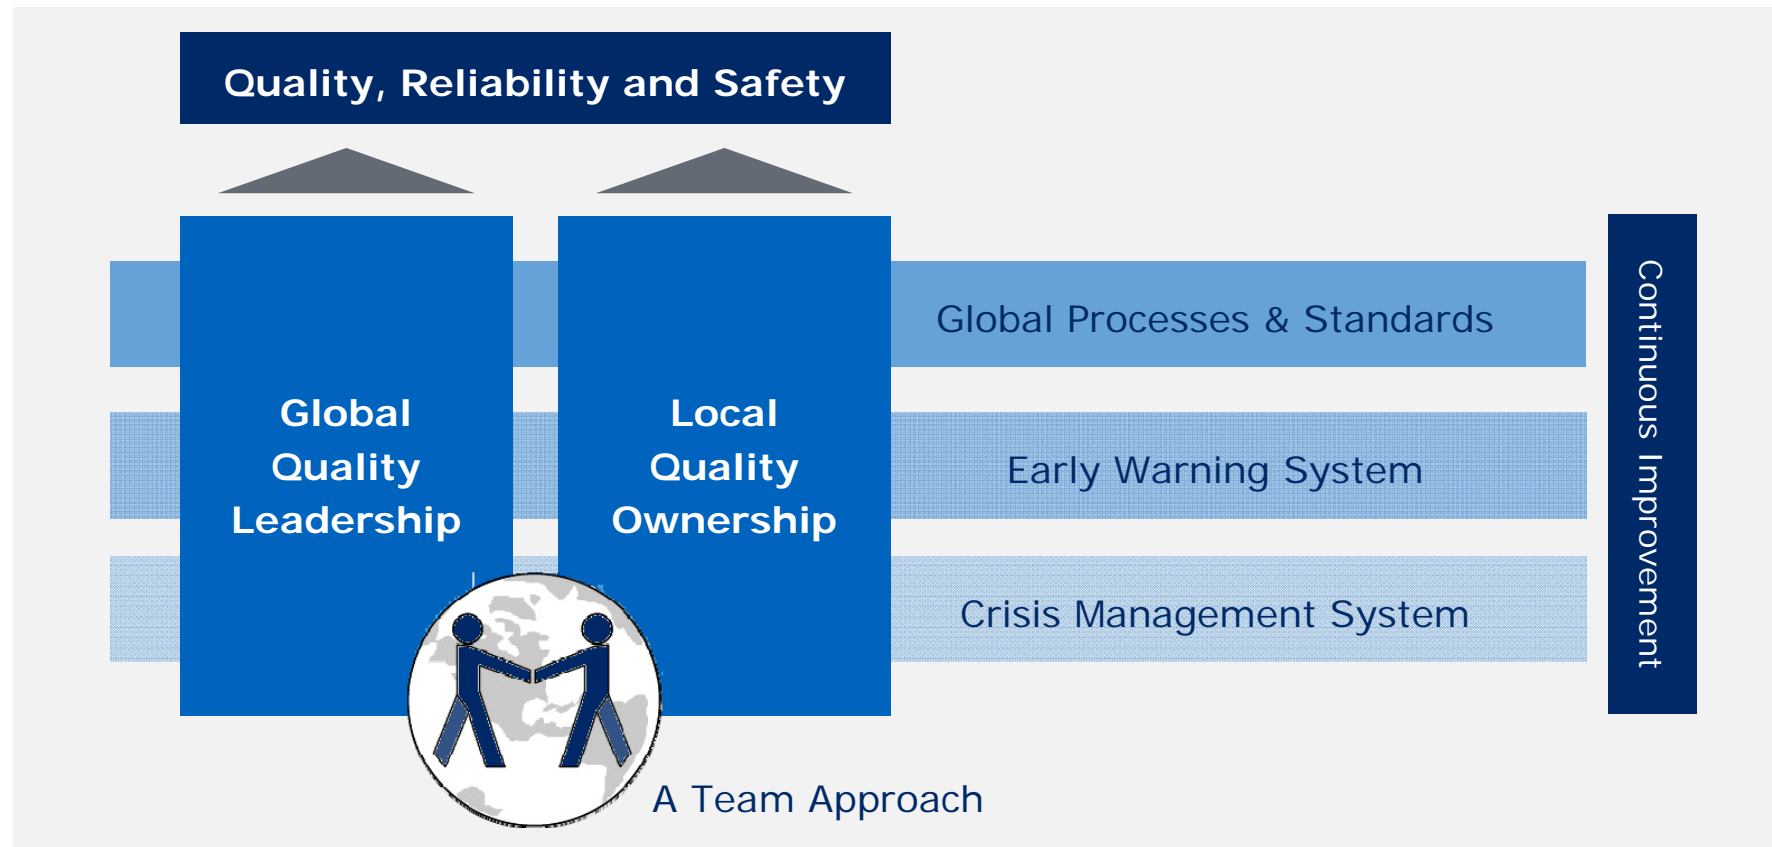 Quality, Reliability and Safety
Global
Quality
Leadership
Local
Quality
Ownership
Global Processes & Standards
Early Warning System
Crisis Management System
Continuous Improvement
A Team Approach